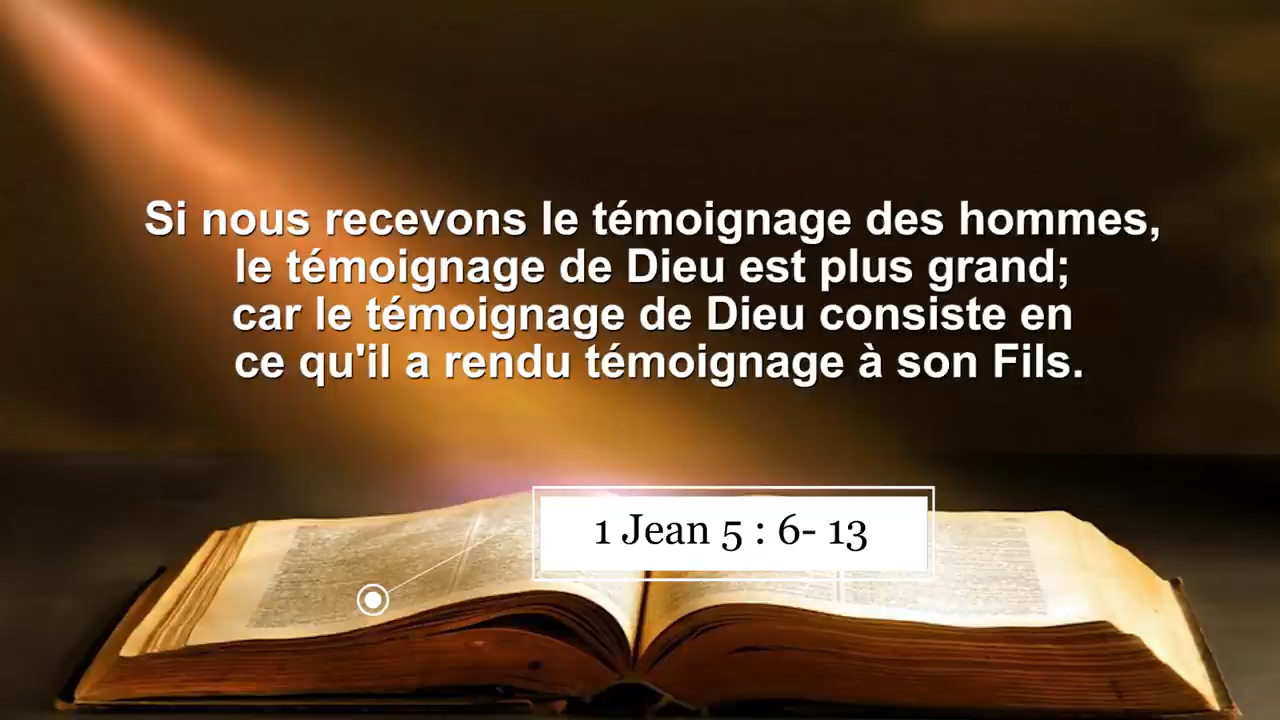 Si nous recevons le témoignage des hommes,
le témoignage de Dieu est plus grand;
car le témoignage de Dieu consiste en
ce qu'il a rendu témoignage à son Fils.
1 Jean 5 : 6- 13